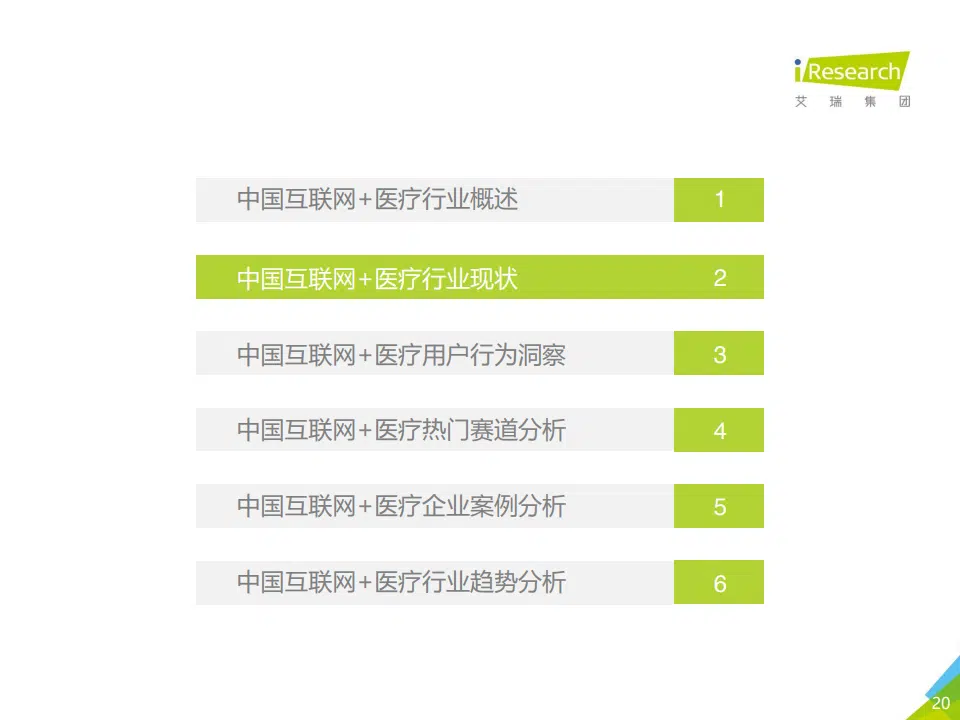 iResearch
艾瑞集团
中国互联网+医疗行业概述 1
中国互联网+医疗行业现状 2
中国互联网+医疗用户行为洞察 3
中国互联网+医疗热门赛道分析 4
中国互联网+医疗企业案例分析 5
中国互联网+医疗行业趋势分析 6
20